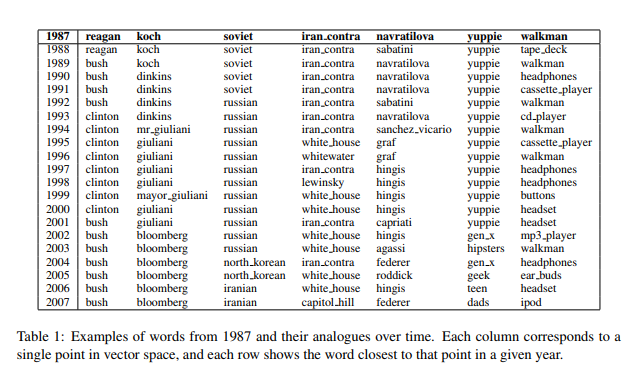 1987 reagan koch soviet iran_contra navratilova yuppie walkman
1988 reagan koch soviet iran_contra sabatini yuppie tape_deck
1989 bush koch soviet iran_contra navratilova yuppie walkman
1990 bush dinkins soviet iran_contra navratilova yuppie headphones
1991 bush dinkins soviet iran_contra navratilova yuppie cassette_player
1992 bush dinkins russian iran_contra sabatini yuppie walkman
1993 clinton dinkins russian iran_contra navratilova yuppie cd_player
1994 clinton mr_giuliani russian iran_contra sanchez_vicario yuppie walkman
1995 clinton giuliani russian white_house graf yuppie cassette_player
1996 clinton giuliani russian whitewater graf yuppie walkman
1997 clinton giuliani russian iran_contra hingis yuppie headphones
1998 clinton giuliani russian lewinsky hingis yuppie headphones
1999 clinton mayor_giuliani russian white_house hingis yuppie buttons
2000 clinton giuliani russian white_house hingis yuppie headset
2001 bush giuliani russian iran_contra capriati yuppie headset
2002 bush bloomberg russian white_house hingis gen_x mp3_player
2003 bush bloomberg russian white_house agassi hipsters walkman
2004 bush bloomberg north_korean iran_contra federer gen_x headphones
2005 bush bloomberg north_korean white_house roddick geek ear_buds
2006 bush bloomberg iranian white_house hingis teen headset
2007 bush bloomberg iranian capitol_hill federer dads ipod
Table 1: Examples of words from 1987 and their analogues over time. Each column corresponds to a
single point in vector space, and each row shows the word closest to that point in a given year.